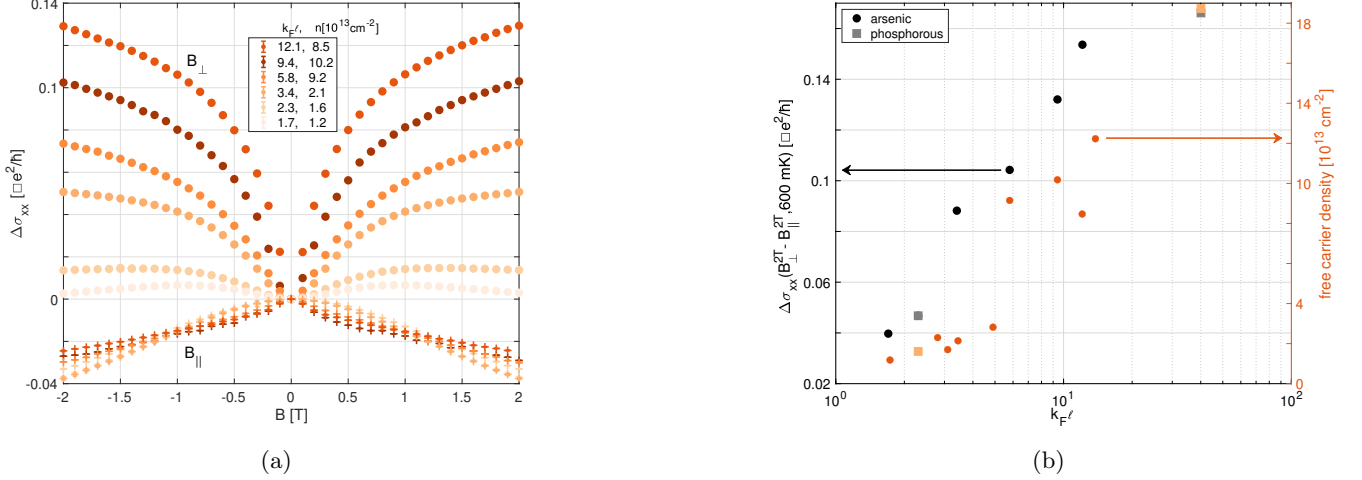 0.14
0.1
0
-0.04
Δσxx [□e²/ħ]
B⊥
B||
kFℓ, n[10¹³cm⁻²]
12.1, 8.5
9.4, 10.2
5.8, 9.2
3.4, 2.1
2.3, 1.6
1.7, 1.2
-2 -1.5 -1 -0.5 0 0.5 1 1.5 2
B [T]
(a)
arsenic
phosphorous
0.14
0.1
0.06
0.02
Δσxx(B⊥²ᵀ - B||²ᵀ,600 mK) [□e²/ħ]
18
18
10
4
2
0
free carrier density [10¹³ cm⁻²]
10⁰ 10¹ 10²
kFℓ
(b)